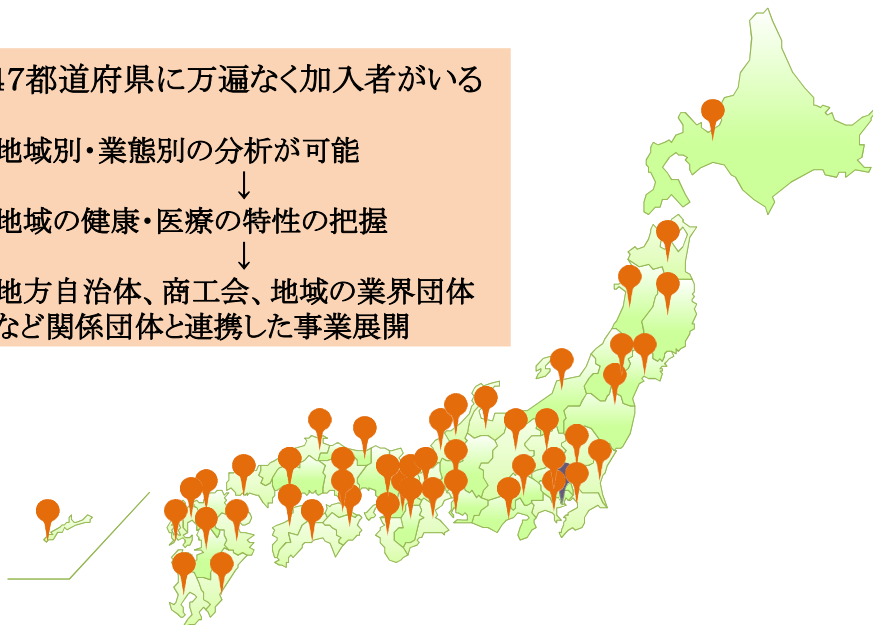 47都道府県に万遍なく加入者がいる
地域別・業態別の分析が可能
↓
地域の健康・医療の特性の把握
↓
地方自治体、商工会、地域の業界団体
など関係団体と連携した事業展開